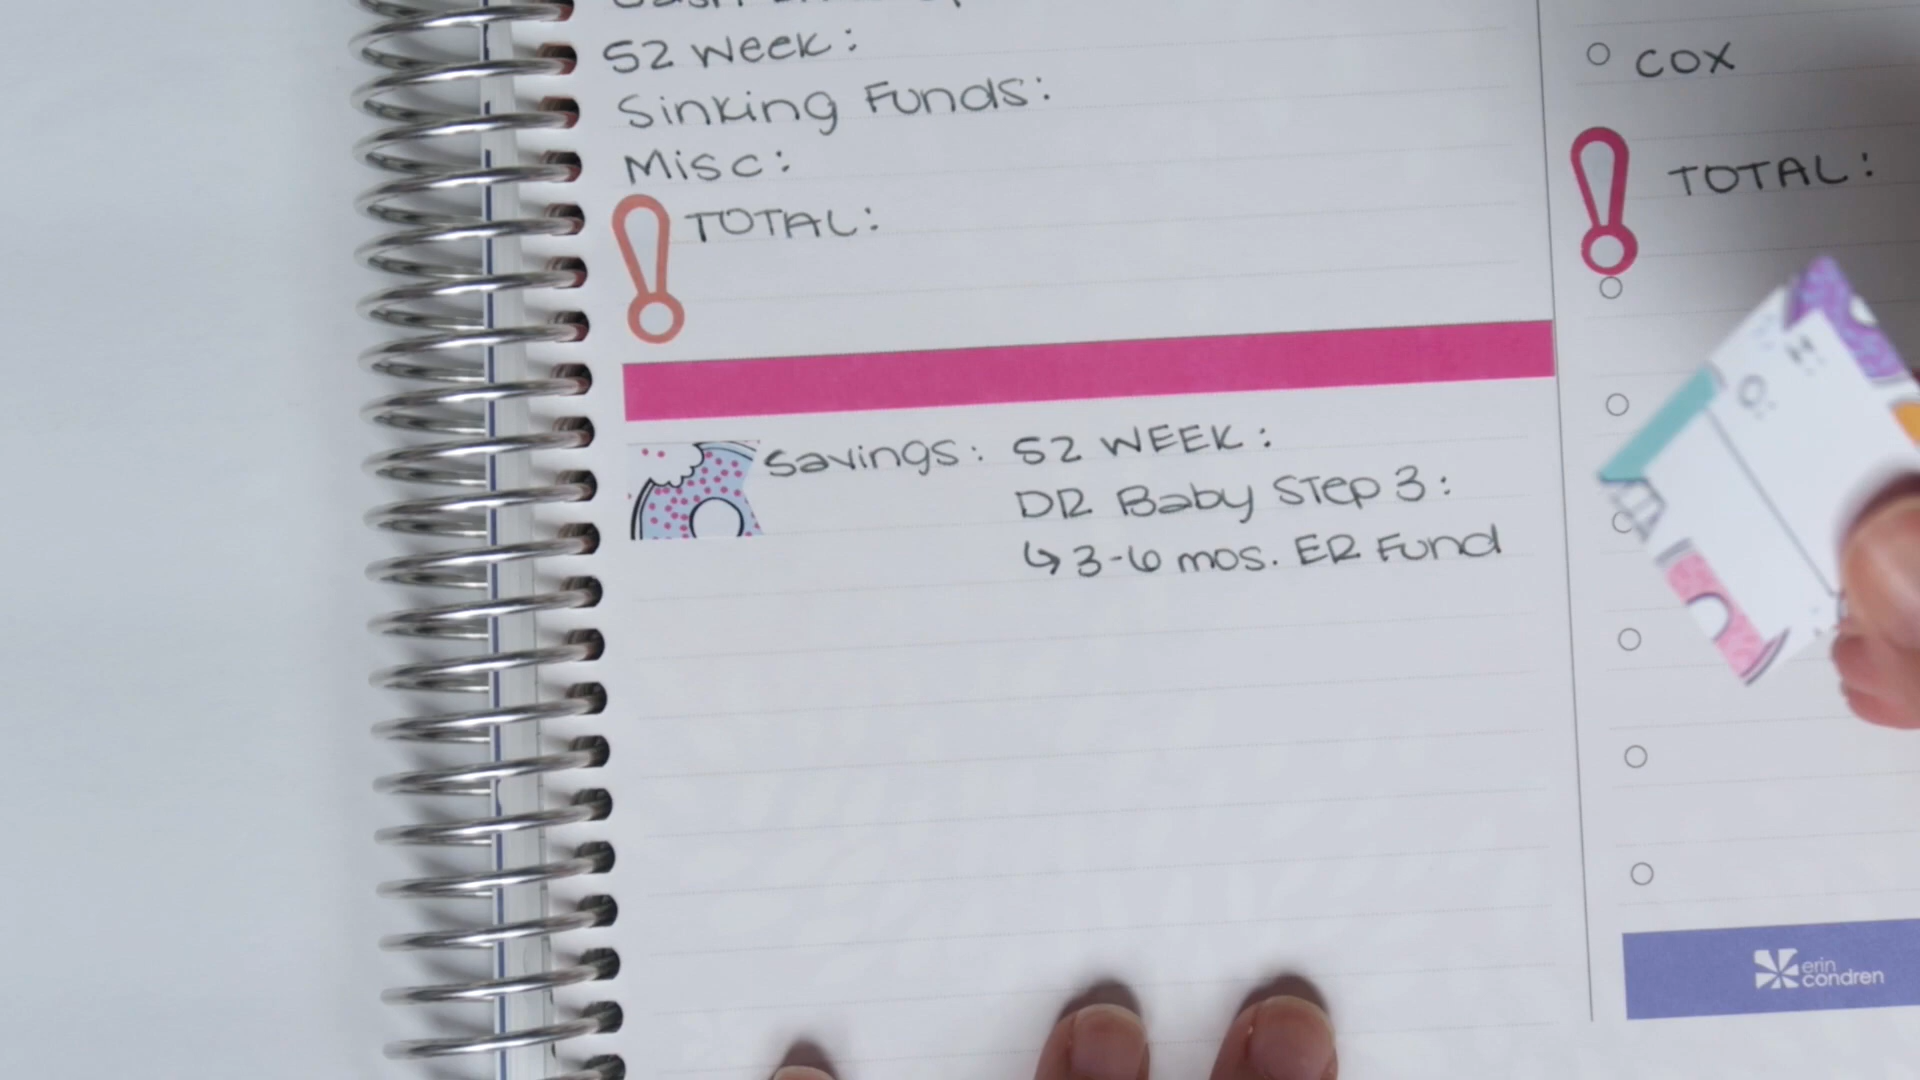 52 Week:
Sinking Funds:
Misc:
TOTAL:
Savings: 52 WEEK:
DR Baby Step 3:
↳ 3-6 mos. ER Fund
COX
TOTAL:
erin
condren